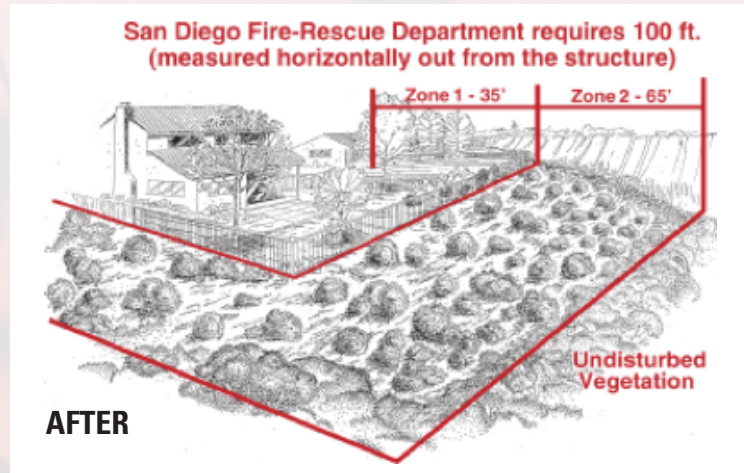 San Diego Fire-Rescue Department requires 100 ft.
(measured horizontally out from the structure)
Zone 1 - 35'
Zone 2 - 65'
Undisturbed
Vegetation
AFTER